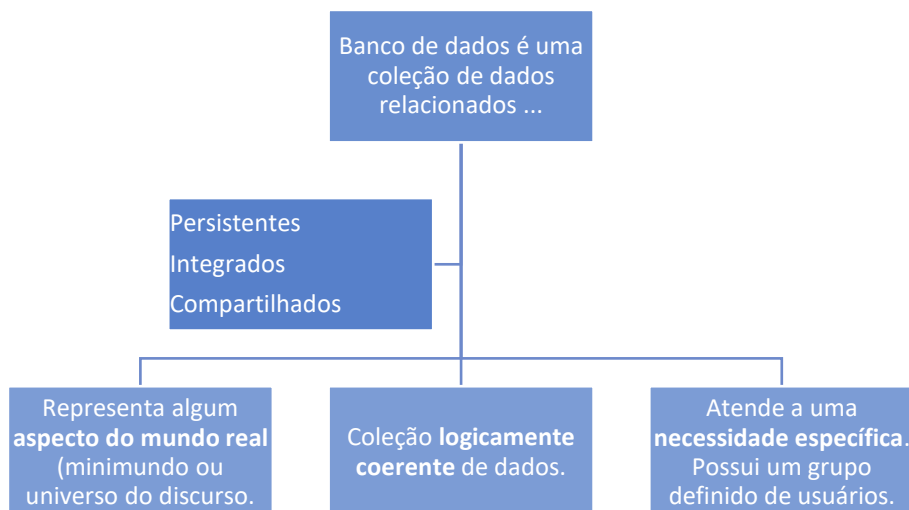 Banco de dados é uma
coleção de dados
relacionados ...
Persistentes
Integrados
Compartilhados
Representa algum
aspecto do mundo real
(minimundo ou
universo do discurso.
Coleção logicamente
coerente de dados.
Atende a uma
necessidade específica.
Possui um grupo
definido de usuários.